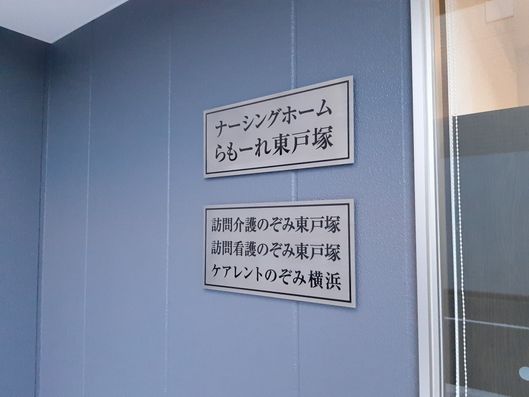 ナーシングホーム
らもーれ東戸塚
訪問介護のぞみ東戸塚
訪問看護のぞみ東戸塚
ケアレントのぞみ横浜